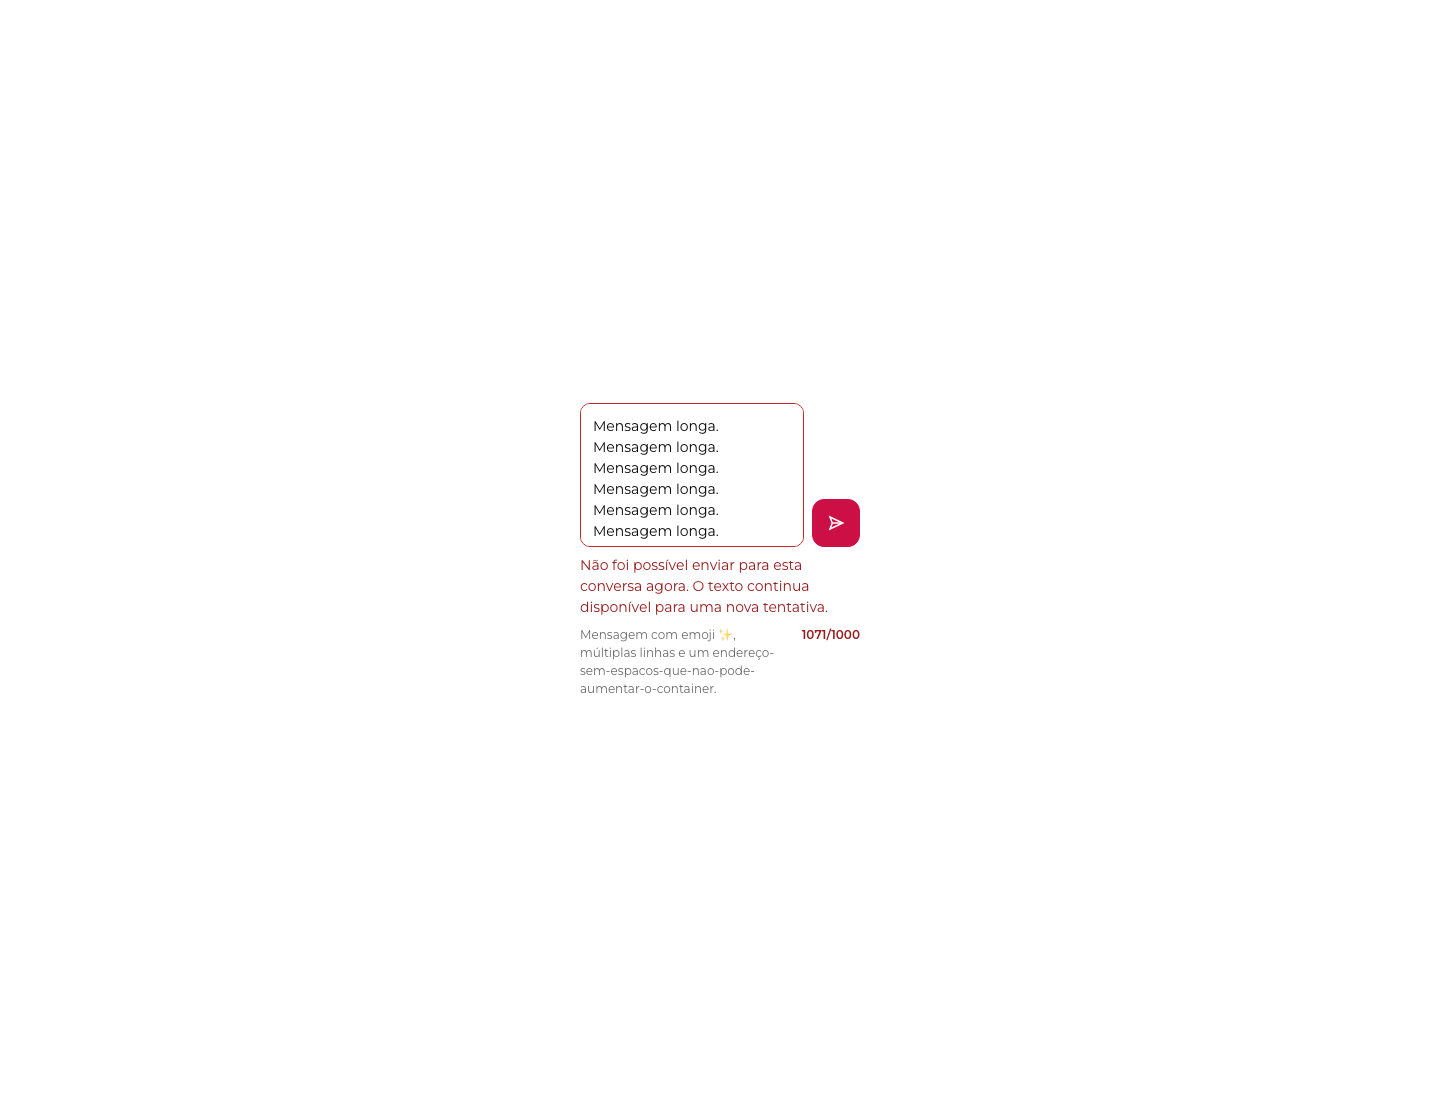 Mensagem longa.
Mensagem longa.
Mensagem longa.
Mensagem longa.
Mensagem longa.
Mensagem longa.
Não foi possível enviar para esta
conversa agora. O texto continua
disponível para uma nova tentativa.
Mensagem com emoji ✨,
múltiplas linhas e um endereço-
sem-espacos-que-nao-pode-
aumentar-o-container.
1071/1000